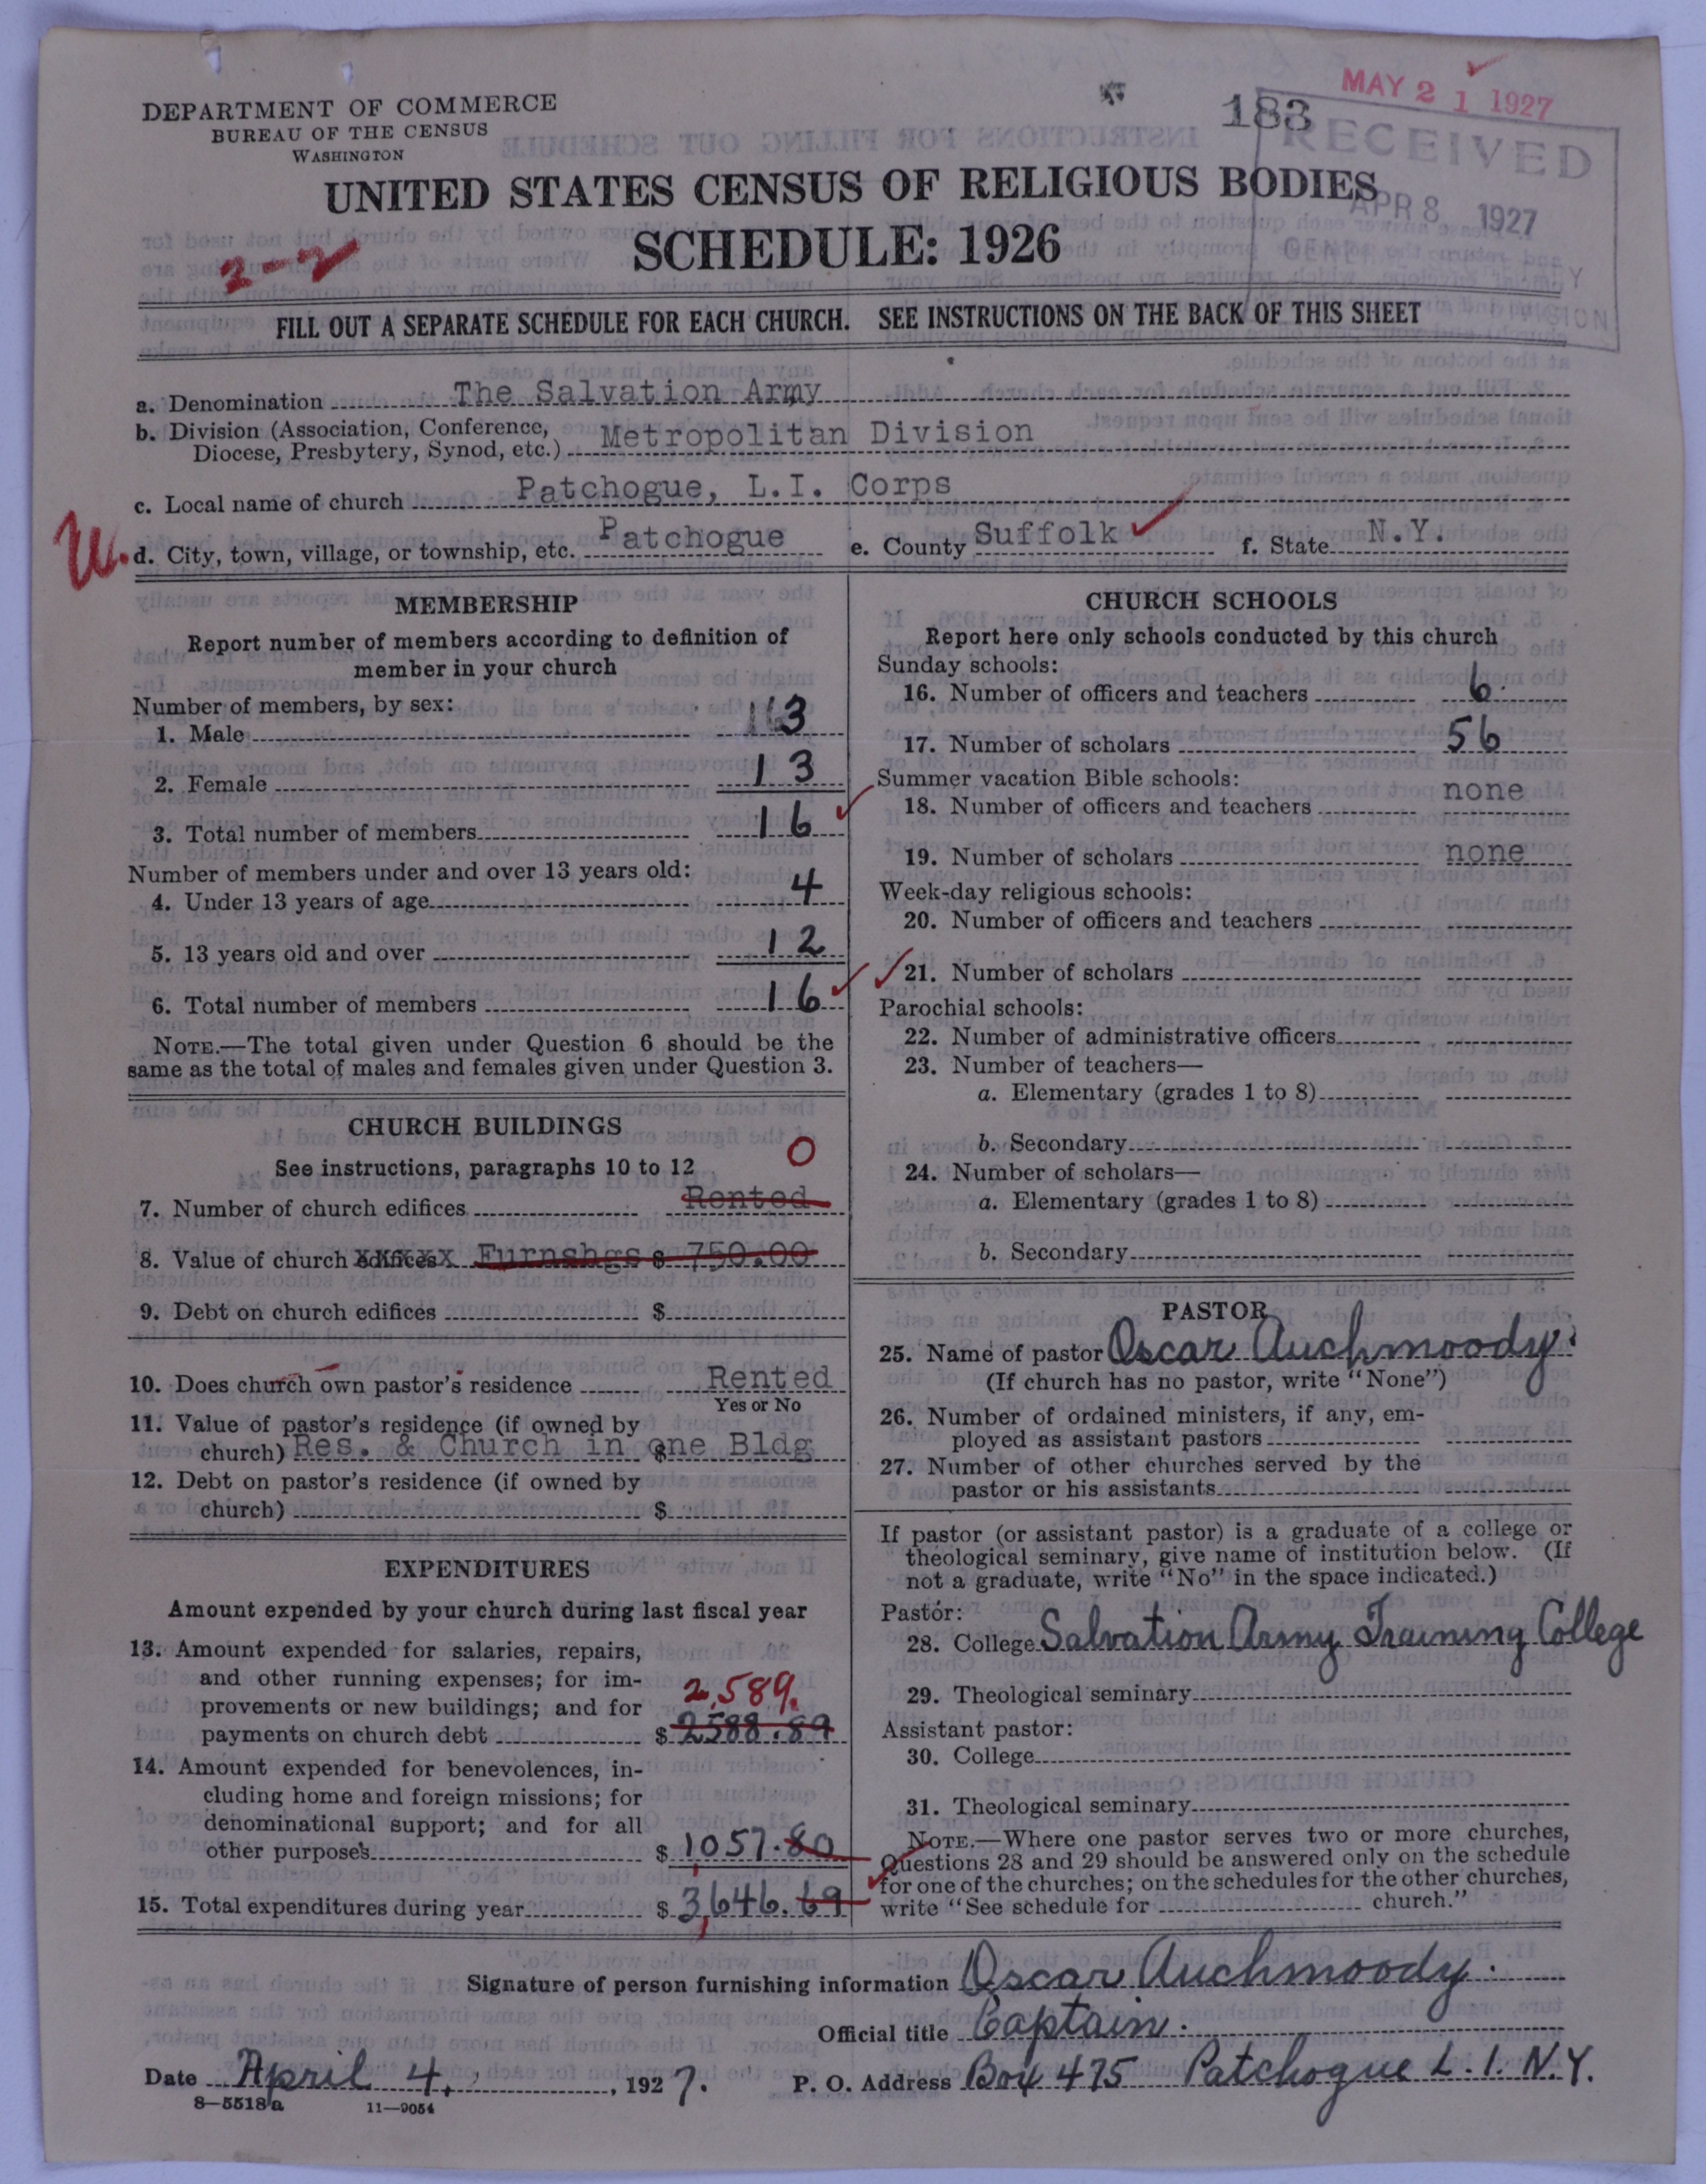 183
MAY 21 1927
RECEIVED
APR 8 1927
DEPARTMENT OF COMMERCE
BUREAU OF THE CENSUS
WASHINGTON
UNITED STATES CENSUS OF RELIGIOUS BODIES
SCHEDULE: 1926
2-2
FILL OUT A SEPARATE SCHEDULE FOR EACH CHURCH. SEE INSTRUCTIONS ON THE BACK OF THIS SHEET
a. Denomination The Salvation Army
b. Division (Association, Conference, Diocese, Presbytery, Synod, etc.) Metropolitan Division
c. Local name of church Patchogue, L.I. Corps
d. City, town, village, or township, etc. Patchogue e. County Suffolk f. State N.Y.
MEMBERSHIP
Report number of members according to definition of
member in your church
Number of members, by sex:
1. Male 3
2. Female 13
3. Total number of members 16
Number of members under and over 13 years old:
4. Under 13 years of age 4
5. 13 years old and over 12
6. Total number of members 16
NOTE.—The total given under Question 6 should be the
same as the total of males and females given under Question 3.
CHURCH BUILDINGS
See instructions, paragraphs 10 to 12
0
7. Number of church edifices Rented
8. Value of church edifices Furnshgs $ 750.00
9. Debt on church edifices $
10. Does church own pastor's residence Rented
Yes or No
11. Value of pastor's residence (if owned by
church) Res. & Church in one Bldg $
12. Debt on pastor's residence (if owned by
church) $
EXPENDITURES
Amount expended by your church during last fiscal year
13. Amount expended for salaries, repairs,
and other running expenses; for im-
provements or new buildings; and for 2,589.
payments on church debt $ 2588.89
14. Amount expended for benevolences, in-
cluding home and foreign missions; for
denominational support; and for all
other purposes $ 1057.80
15. Total expenditures during year $ 3,646.69
CHURCH SCHOOLS
Report here only schools conducted by this church
Sunday schools:
16. Number of officers and teachers 6
17. Number of scholars 56
Summer vacation Bible schools:
18. Number of officers and teachers none
19. Number of scholars none
Week-day religious schools:
20. Number of officers and teachers
21. Number of scholars
Parochial schools:
22. Number of administrative officers
23. Number of teachers—
a. Elementary (grades 1 to 8)
b. Secondary
24. Number of scholars—
a. Elementary (grades 1 to 8)
b. Secondary
PASTOR
25. Name of pastor Oscar Auchmoody.
(If church has no pastor, write "None")
26. Number of ordained ministers, if any, em-
ployed as assistant pastors
27. Number of other churches served by the
pastor or his assistants
If pastor (or assistant pastor) is a graduate of a college or
theological seminary, give name of institution below. (If
not a graduate, write "No" in the space indicated.)
Pastor:
28. College Salvation Army Training College
29. Theological seminary
Assistant pastor:
30. College
31. Theological seminary
NOTE.—Where one pastor serves two or more churches,
Questions 28 and 29 should be answered only on the schedule
for one of the churches; on the schedules for the other churches,
write "See schedule for church."
Signature of person furnishing information Oscar Auchmoody.
Official title Captain.
Date April 4, 1927. P. O. Address Box 475 Patchogue L. I. N.Y.
8—5518a 11—9054